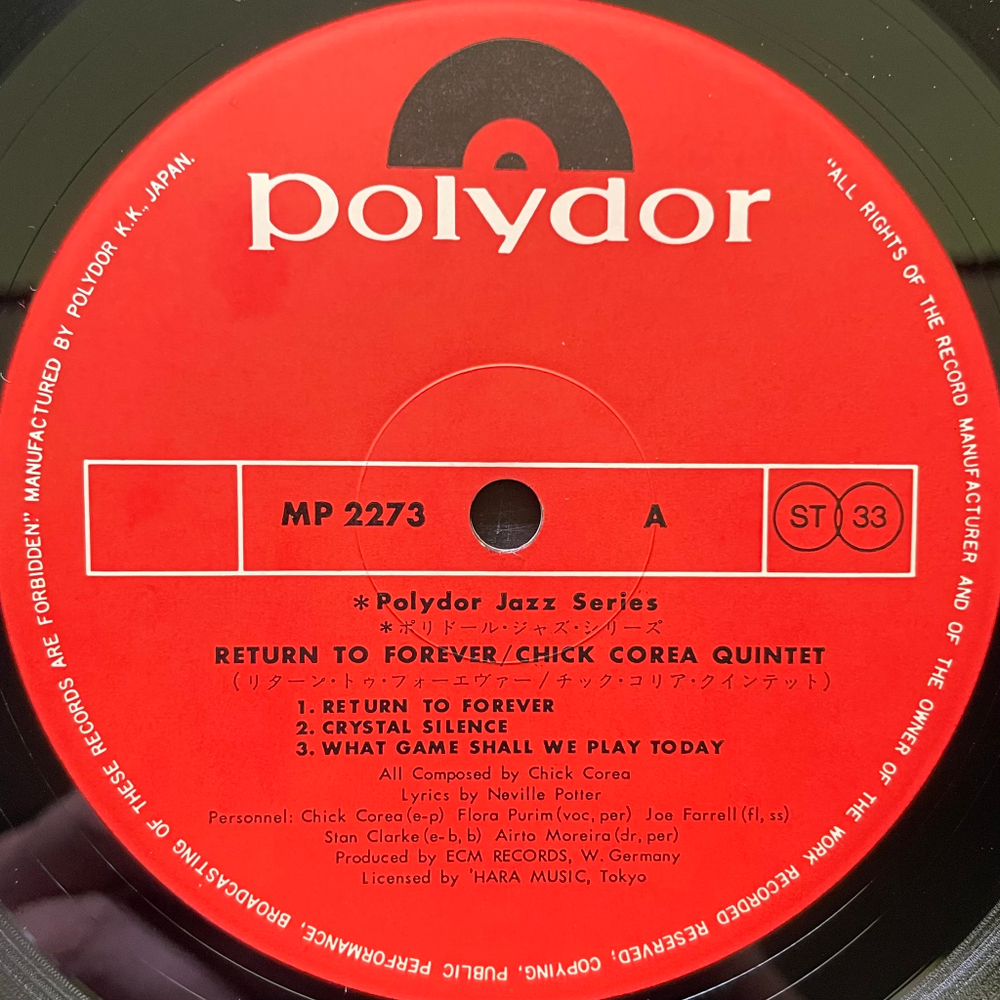 polydor
"ALL RIGHTS OF THE RECORD MANUFACTURER AND OF THE OWNER OF THE WORK RECORDED RESERVED; COPYING, PUBLIC PERFORMANCE, BROADCASTING OF THESE RECORDS ARE FORBIDDEN!" MANUFACTURED BY POLYDOR K.K., JAPAN.
MP 2273 A ST 33
*Polydor Jazz Series
*ポリドール・ジャズ・シリーズ
RETURN TO FOREVER/CHICK COREA QUINTET
(リターン・トゥ・フォーエヴァー/チック・コリア・クインテット)
1. RETURN TO FOREVER
2. CRYSTAL SILENCE
3. WHAT GAME SHALL WE PLAY TODAY
All Composed by Chick Corea
Lyrics by Neville Potter
Personnel: Chick Corea (e-p) Flora Purim (voc, per) Joe Farrell (fl, ss)
Stan Clarke (e-b, b) Airto Moreira (dr, per)
Produced by ECM RECORDS, W. Germany
Licensed by 'HARA MUSIC, Tokyo